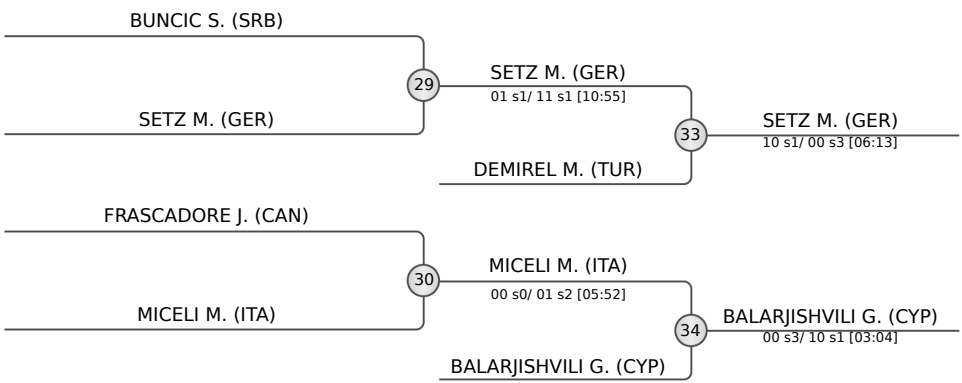 BUNCIC S. (SRB)
29
SETZ M. (GER)
SETZ M. (GER)
01 s1/ 11 s1 [10:55]
33
DEMIREL M. (TUR)
SETZ M. (GER)
10 s1/ 00 s3 [06:13]
FRASCADORE J. (CAN)
30
MICELI M. (ITA)
MICELI M. (ITA)
00 s0/ 01 s2 [05:52]
34
BALARJISHVILI G. (CYP)
BALARJISHVILI G. (CYP)
00 s3/ 10 s1 [03:04]